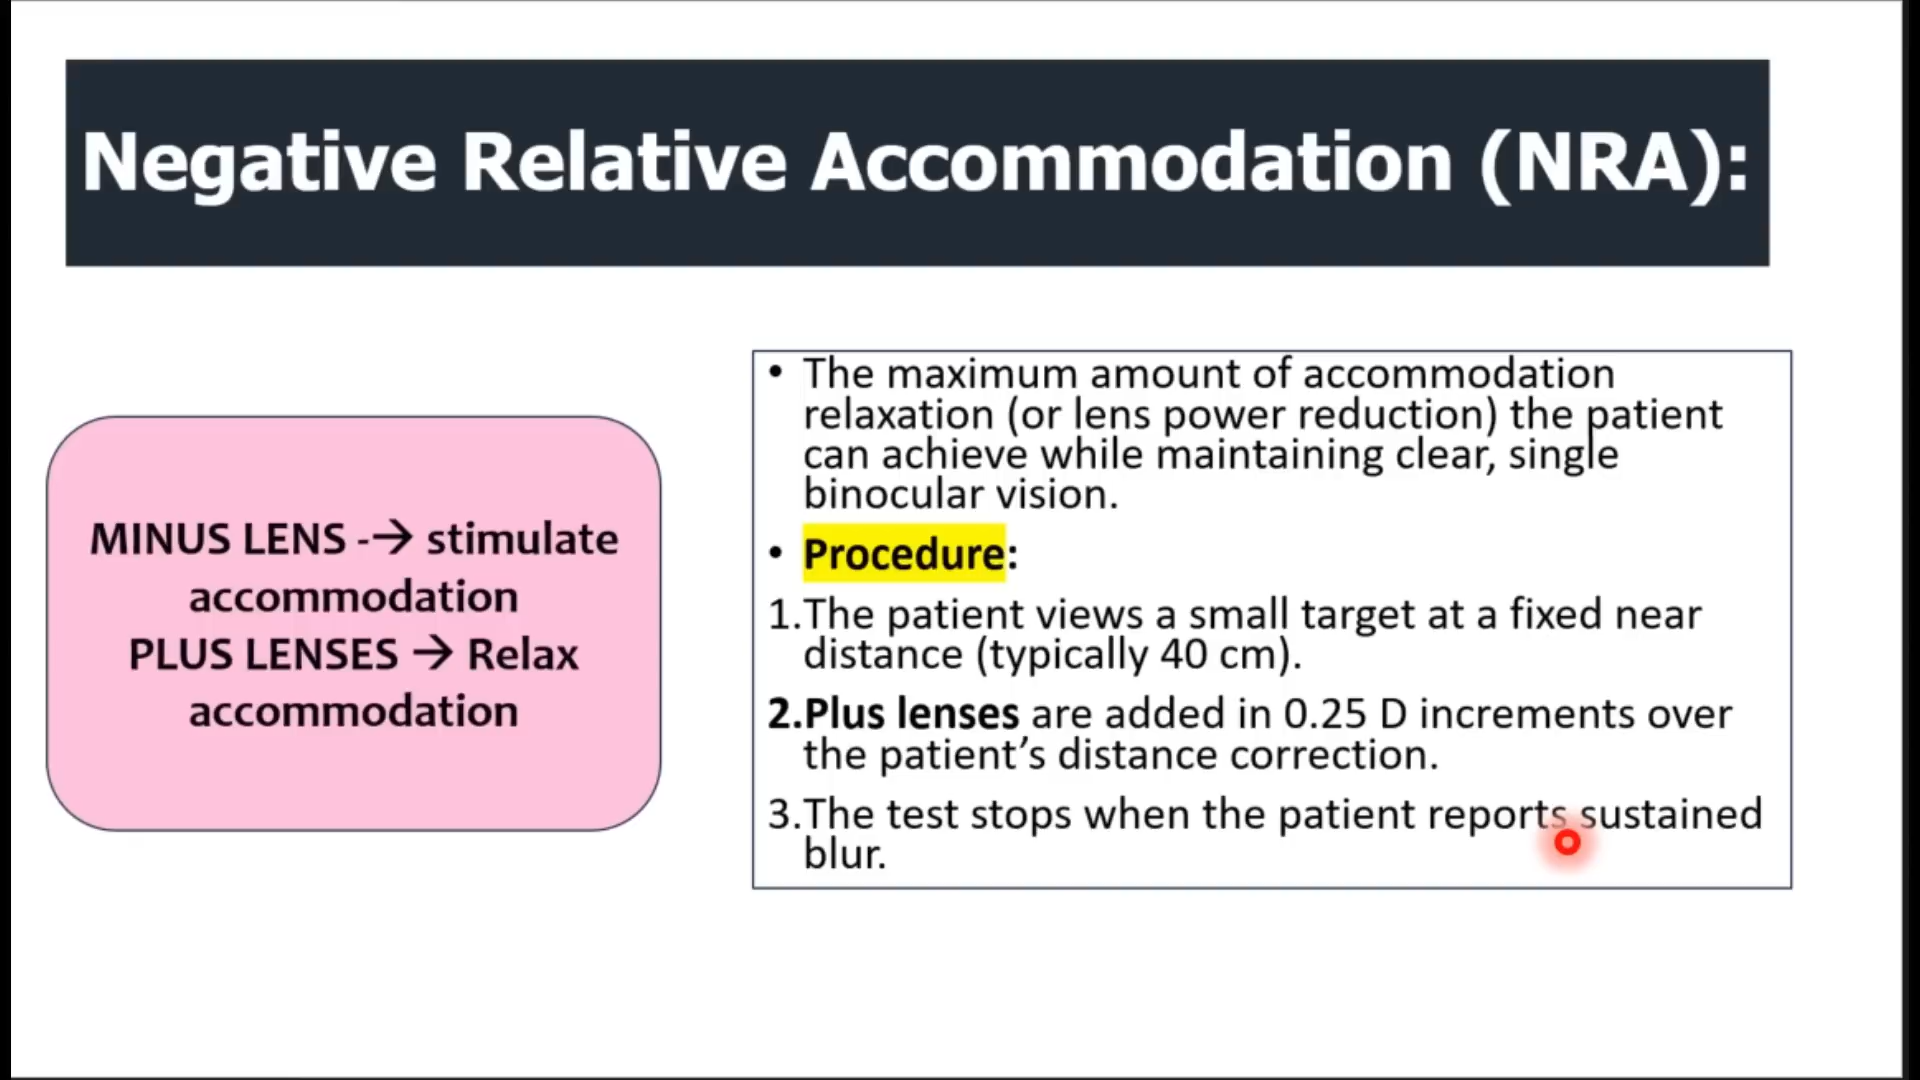 Negative Relative Accommodation (NRA):
MINUS LENS -→ stimulate
accommodation
PLUS LENSES → Relax
accommodation
• The maximum amount of accommodation
relaxation (or lens power reduction) the patient
can achieve while maintaining clear, single
binocular vision.
• Procedure:
1.The patient views a small target at a fixed near
distance (typically 40 cm).
2.Plus lenses are added in 0.25 D increments over
the patient’s distance correction.
3.The test stops when the patient reports sustained
blur.